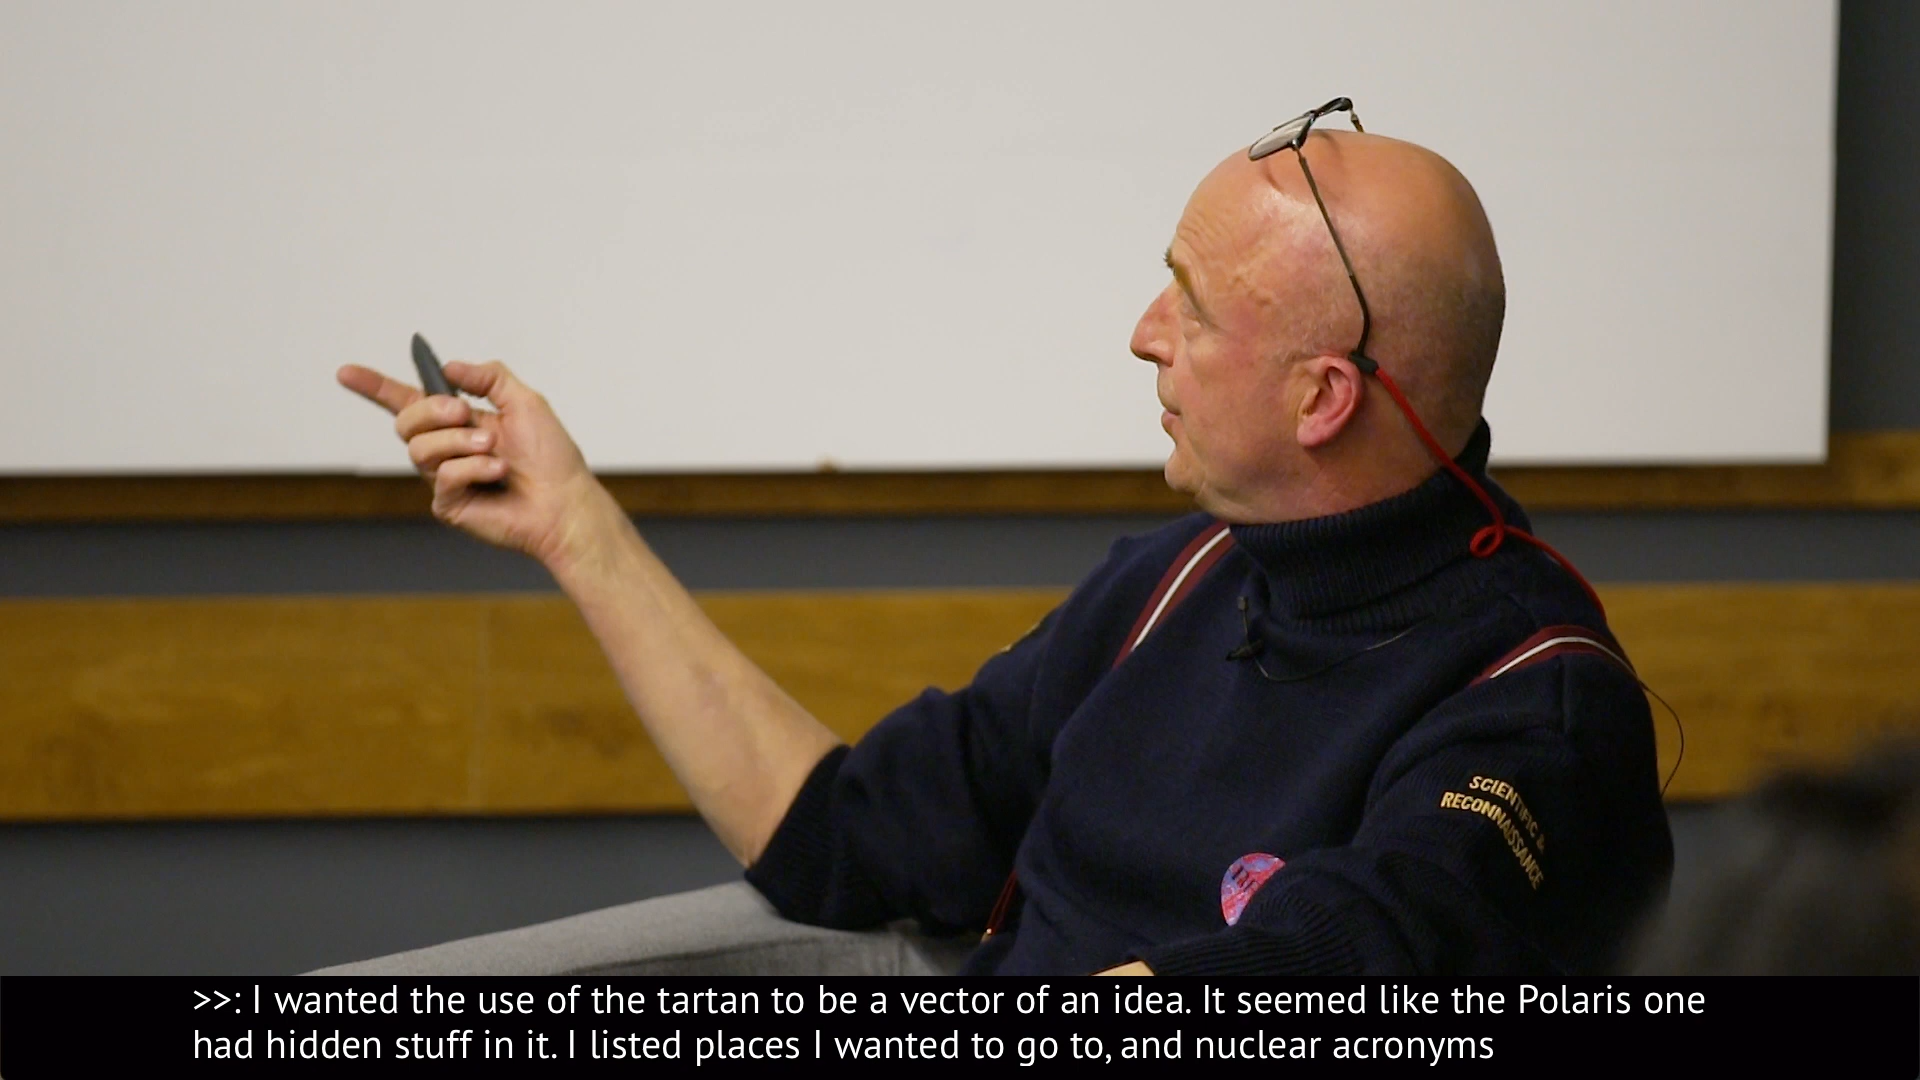 SCIENTIFIC &
RECONNAISSANCE
>>: I wanted the use of the tartan to be a vector of an idea. It seemed like the Polaris one
had hidden stuff in it. I listed places I wanted to go to, and nuclear acronyms